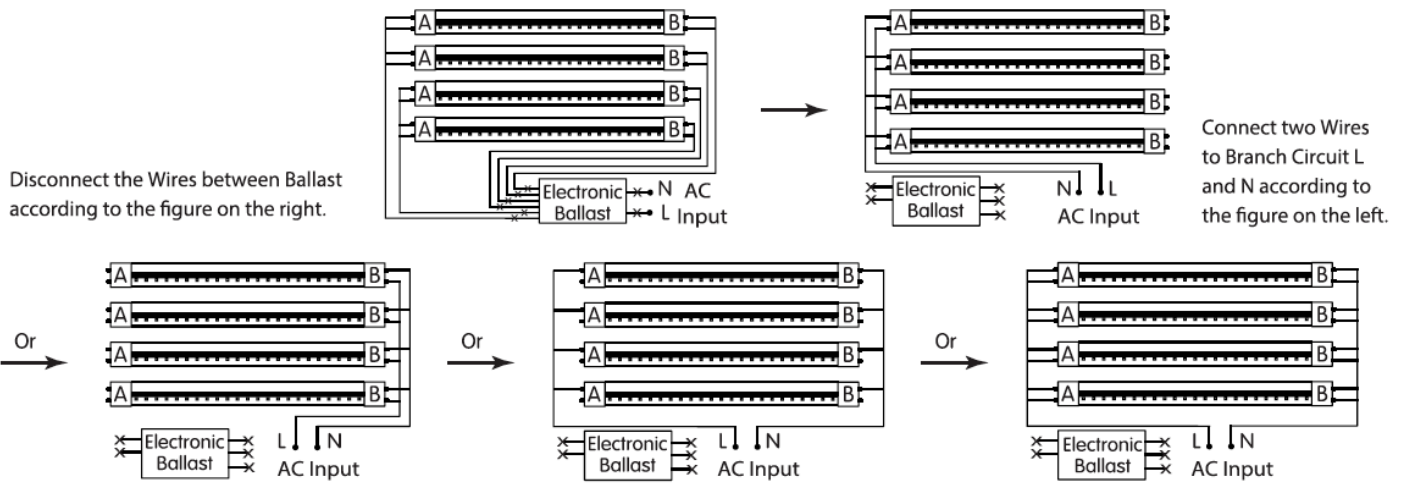 A B
A B
A B
A B
Electronic
Ballast
N AC
L Input
Disconnect the Wires between Ballast
according to the figure on the right.
A B
A B
A B
A B
Electronic
Ballast
N L
AC Input
Connect two Wires
to Branch Circuit L
and N according to
the figure on the left.
Or
A B
A B
A B
A B
Electronic
Ballast
L N
AC Input
Or
A B
A B
A B
A B
Electronic
Ballast
L N
AC Input
Or
A B
A B
A B
A B
Electronic
Ballast
L N
AC Input